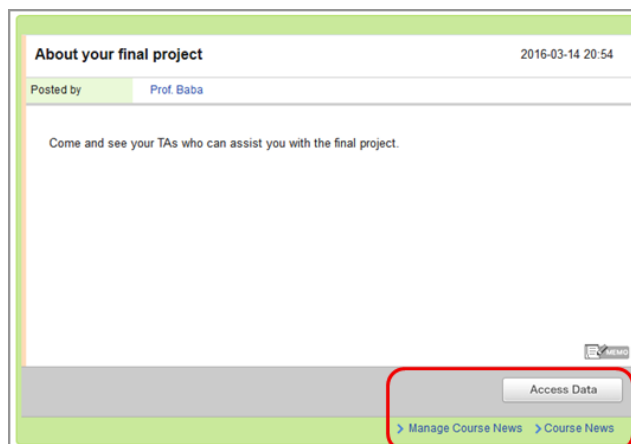 About your final project 2016-03-14 20:54
Posted by Prof. Baba
Come and see your TAs who can assist you with the final project.
MEMO
Access Data
Manage Course News Course News